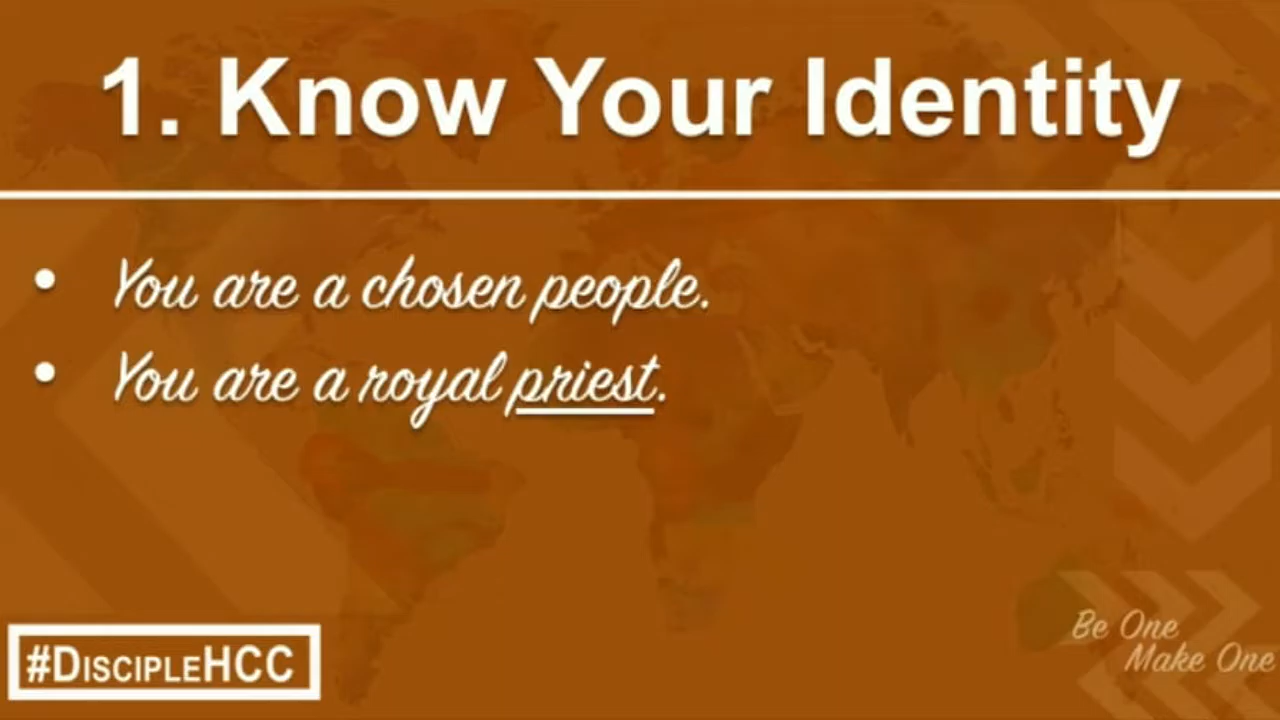 1. Know Your Identity
• You are a chosen people.
• You are a royal priest.
#DISCIPLEHCC
Be One
Make One